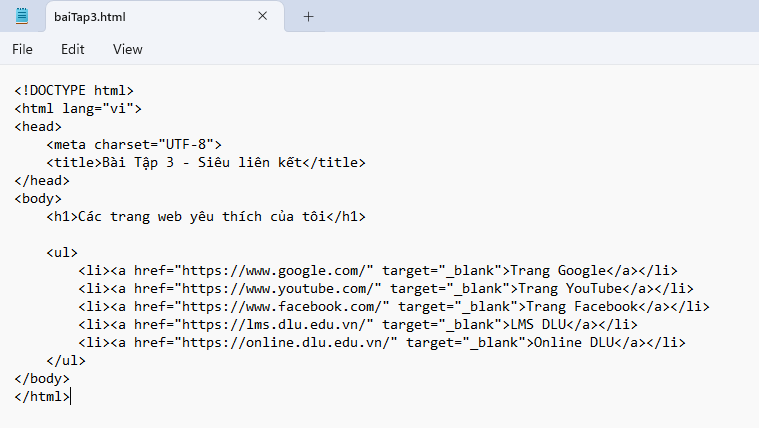 baiTap3.html
File Edit View
<!DOCTYPE html>
<html lang="vi">
<head>
    <meta charset="UTF-8">
    <title>Bài Tập 3 - Siêu liên kết</title>
</head>
<body>
    <h1>Các trang web yêu thích của tôi</h1>

    <ul>
        <li><a href="https://www.google.com/" target="_blank">Trang Google</a></li>
        <li><a href="https://www.youtube.com/" target="_blank">Trang YouTube</a></li>
        <li><a href="https://www.facebook.com/" target="_blank">Trang Facebook</a></li>
        <li><a href="https://lms.dlu.edu.vn/" target="_blank">LMS DLU</a></li>
        <li><a href="https://online.dlu.edu.vn/" target="_blank">Online DLU</a></li>
    </ul>
</body>
</html>